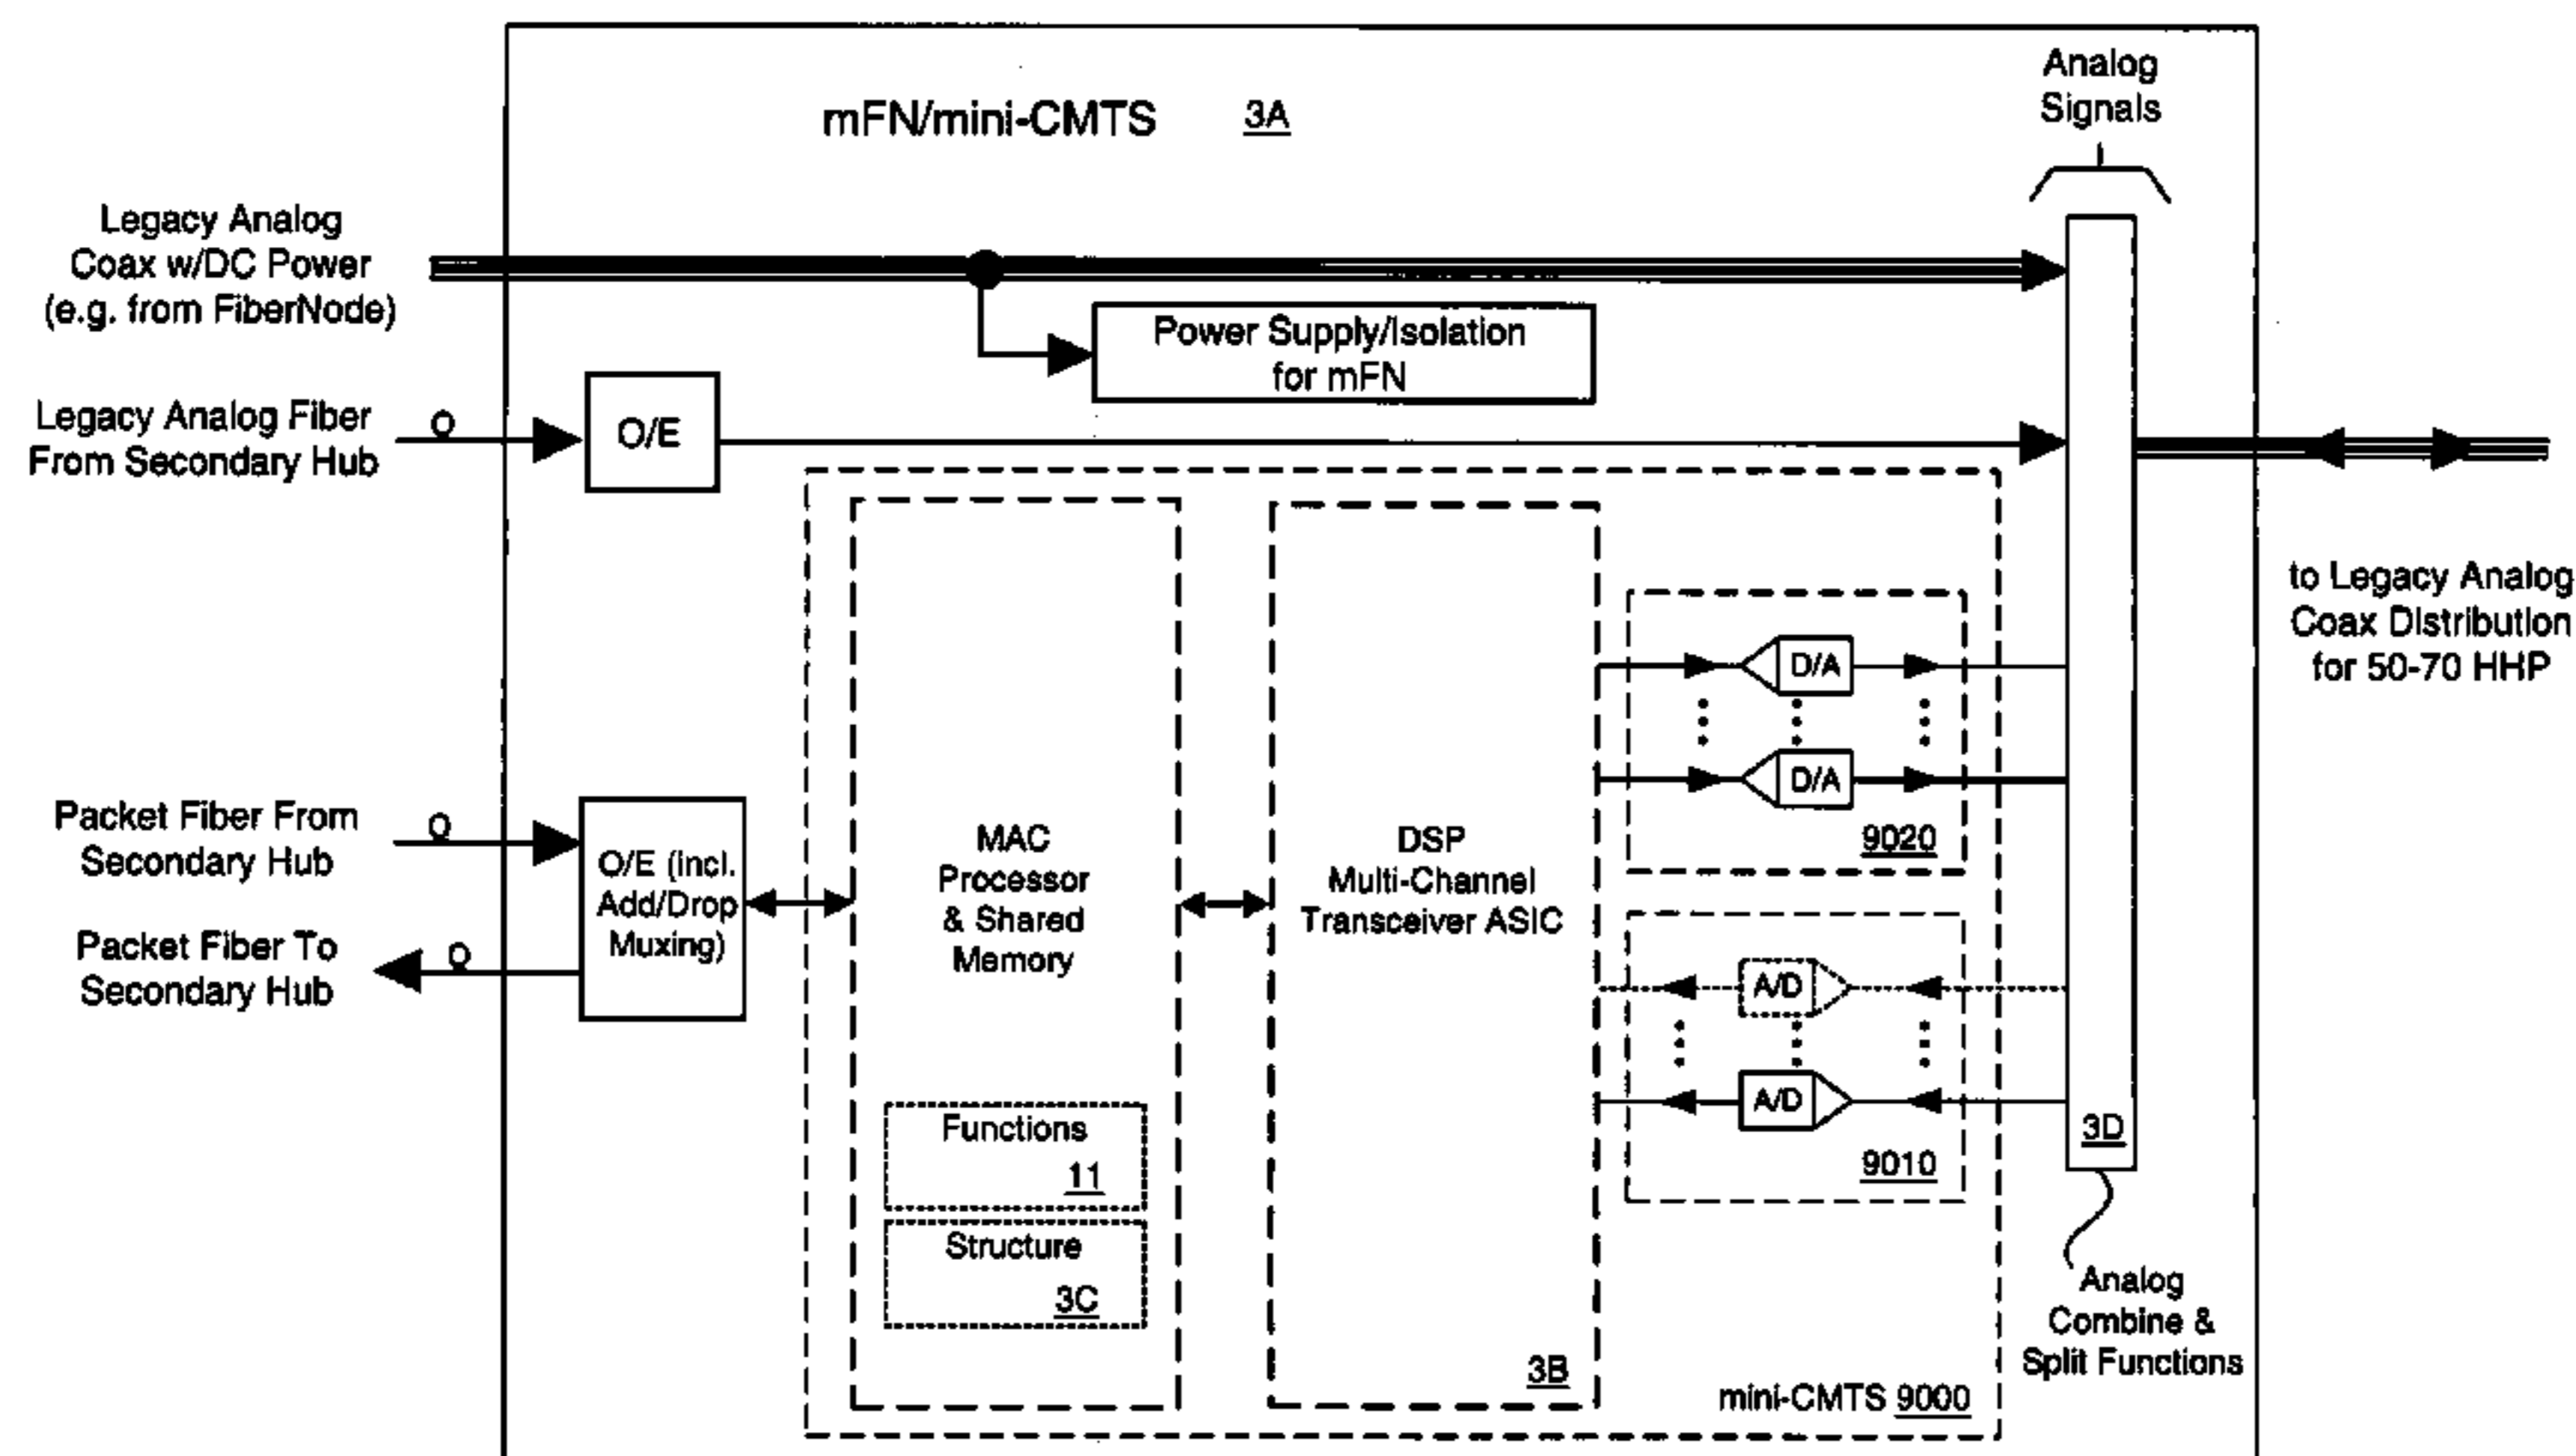 mFN/mini-CMTS 3A
Analog
Signals
Legacy Analog
Coax w/DC Power
(e.g. from FiberNode)
Power Supply/Isolation
for mFN
Legacy Analog Fiber
From Secondary Hub
O/E
to Legacy Analog
Coax Distribution
for 50-70 HHP
D/A
D/A
9020
Packet Fiber From
Secondary Hub
Packet Fiber To
Secondary Hub
O/E (incl.
Add/Drop
Muxing)
MAC
Processor
& Shared
Memory
DSP
Multi-Channel
Transceiver ASIC
A/D
A/D
9010
Functions
11
Structure
3C
3B
mini-CMTS 9000
3D
Analog
Combine &
Split Functions